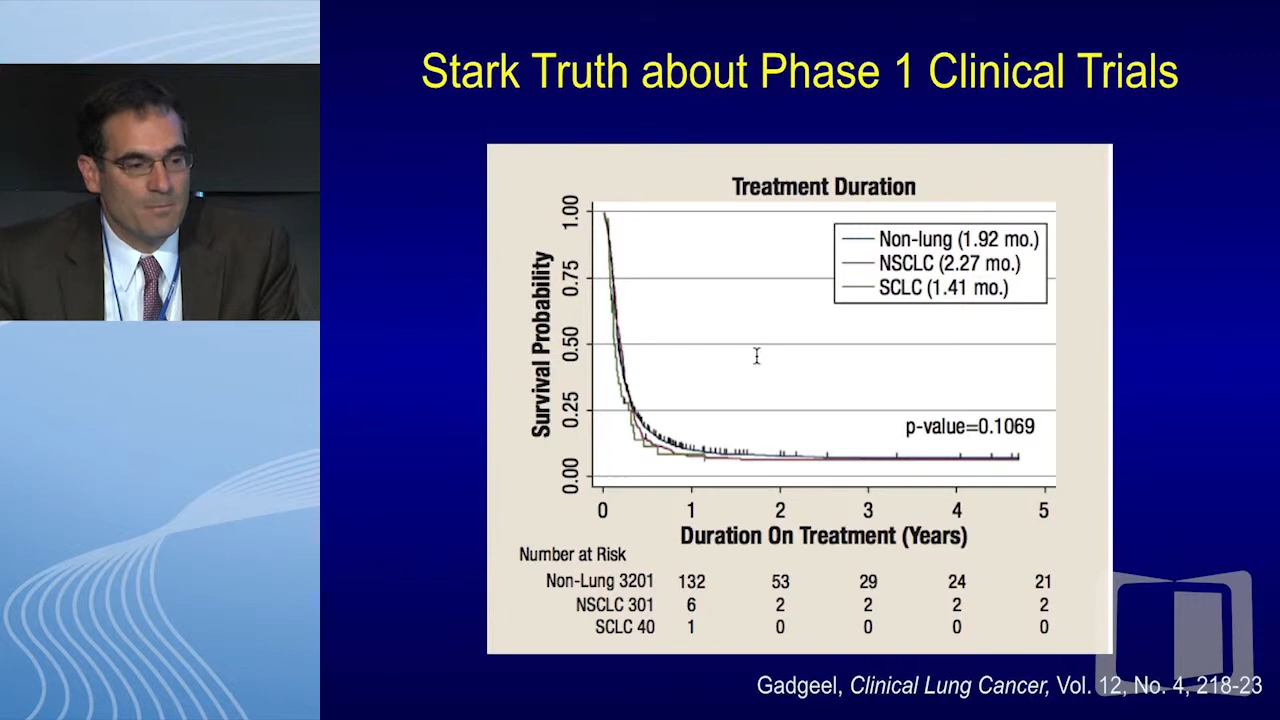 Stark Truth about Phase 1 Clinical Trials
Treatment Duration
Survival Probability
1.00
0.75
0.50
0.25
0.00
Non-lung (1.92 mo.)
NSCLC (2.27 mo.)
SCLC (1.41 mo.)
p-value=0.1069
0 1 2 3 4 5
Duration On Treatment (Years)
Number at Risk
Non-Lung 3201 132 53 29 24 21
NSCLC 301 6 2 2 2 2
SCLC 40 1 0 0 0 0
Gadgeel, Clinical Lung Cancer, Vol. 12, No. 4, 218-23